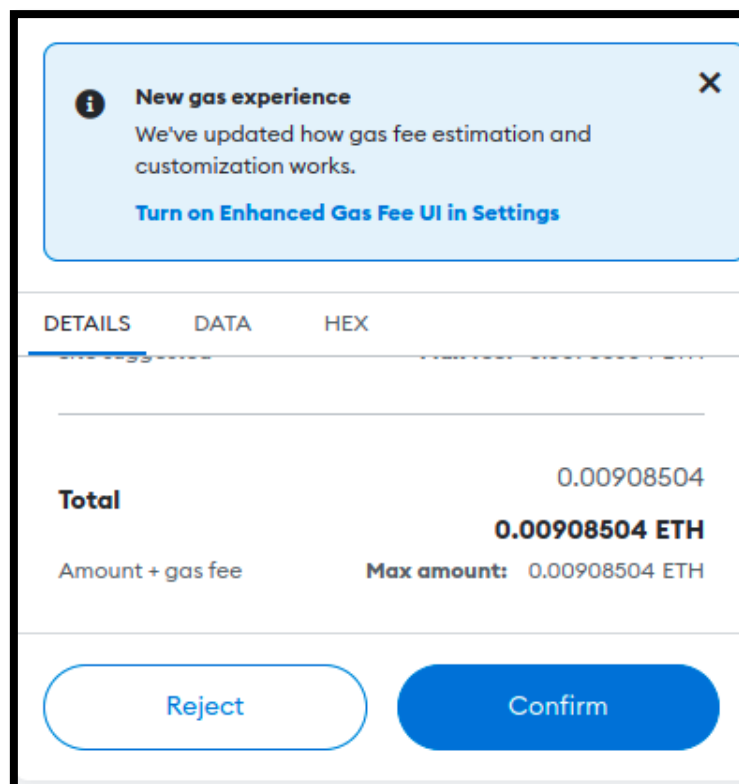 New gas experience
We've updated how gas fee estimation and
customization works.
Turn on Enhanced Gas Fee UI in Settings
DETAILS DATA HEX
0.00908504
Total
0.00908504 ETH
Amount + gas fee Max amount: 0.00908504 ETH
Reject Confirm